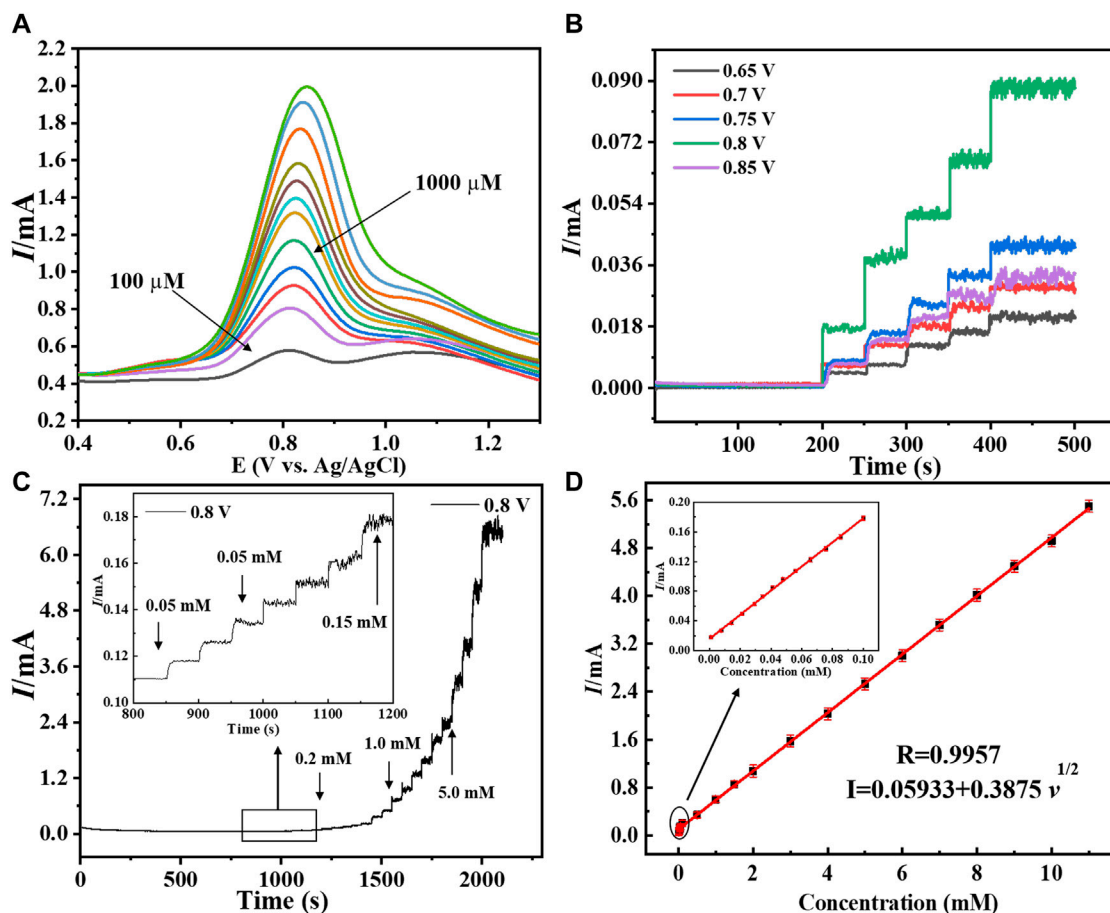 A
I/mA
2.2
2.0
1.8
1.6
1.4
1.2
1.0
0.8
0.6
0.4
0.2
1000 μM
100 μM
0.4
0.6
0.8
1.0
1.2
E (V vs. Ag/AgCl)
B
I/mA
0.090
0.072
0.054
0.036
0.018
0.000
0.65 V
0.7 V
0.75 V
0.8 V
0.85 V
100
200
300
400
500
Time (s)
C
I/mA
7.2
6.0
4.8
3.6
2.4
1.2
0.0
0.8 V
I/mA
0.18
0.16
0.14
0.12
0.10
0.8 V
0.05 mM
0.05 mM
0.15 mM
800
900
1000
1100
1200
Time (s)
0.2 mM
1.0 mM
5.0 mM
0
500
1000
1500
2000
Time (s)
D
I/mA
5.6
4.8
4.0
3.2
2.4
1.6
0.8
0.0
I/mA
0.20
0.16
0.12
0.08
0.04
0.00
0.00
0.02
0.04
0.06
0.08
0.10
Concentration (mM)
R=0.9957
I=0.05933+0.3875 v 1/2
0
2
4
6
8
10
Concentration (mM)